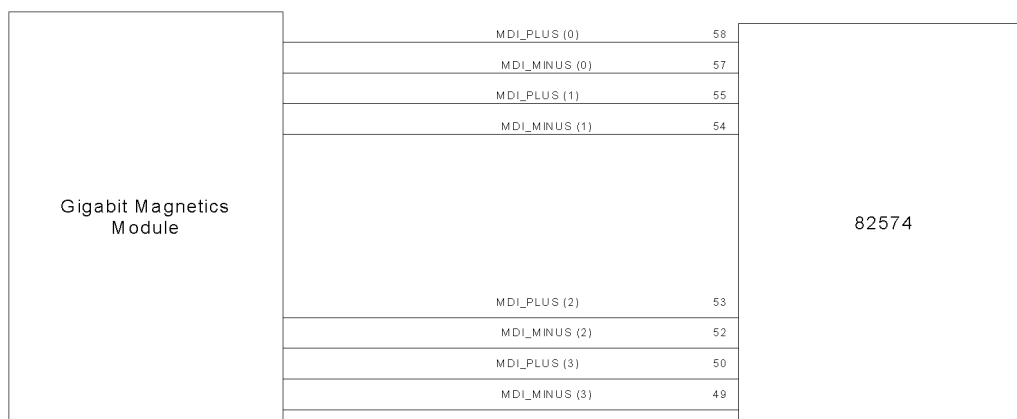 MDI_PLUS (0) 58
MDI_MINUS (0) 57
MDI_PLUS (1) 55
MDI_MINUS (1) 54
Gigabit Magnetics
Module
82574
MDI_PLUS (2) 53
MDI_MINUS (2) 52
MDI_PLUS (3) 50
MDI_MINUS (3) 49